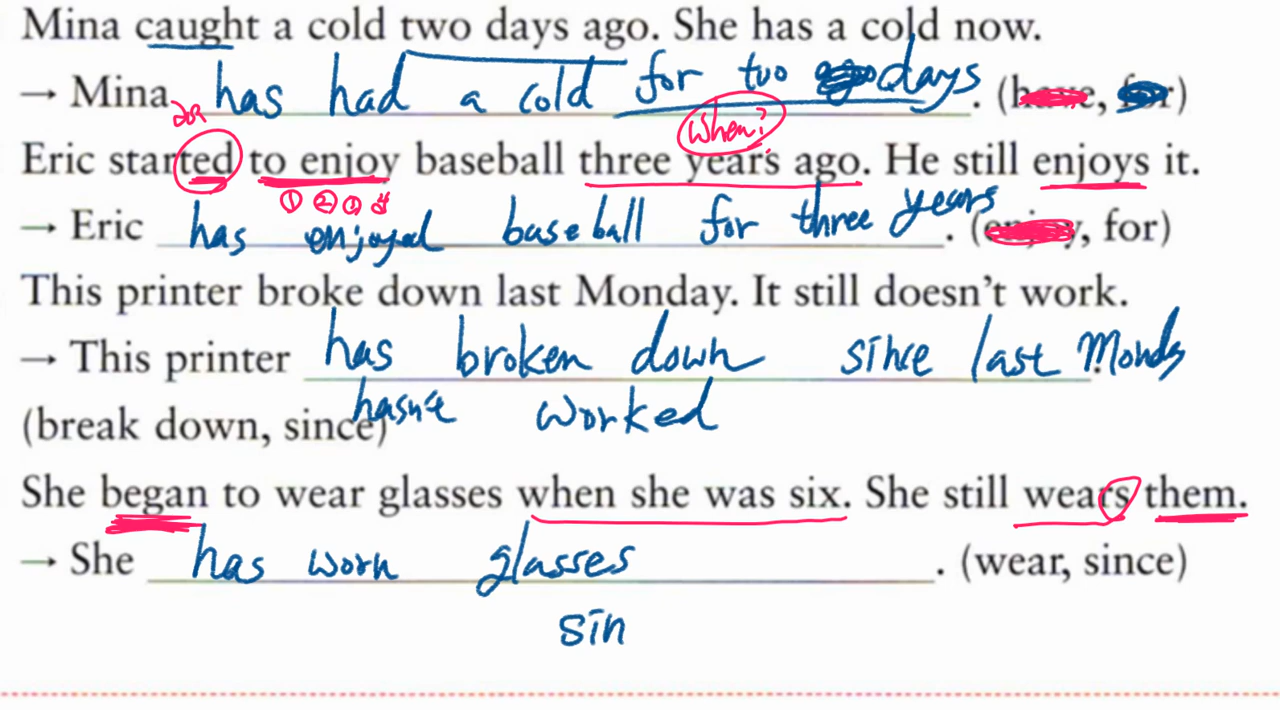 Mina caught a cold two days ago. She has a cold now.
→ Mina has had a cold for two days. (have, for)
When?
Eric started to enjoy baseball three years ago. He still enjoys it.
① ② ③
→ Eric has enjoyed baseball for three years. (enjoy, for)
This printer broke down last Monday. It still doesn't work.
→ This printer has broken down since last Monday.
hasn't worked
(break down, since)
She began to wear glasses when she was six. She still wears them.
→ She has worn glasses. (wear, since)
sin